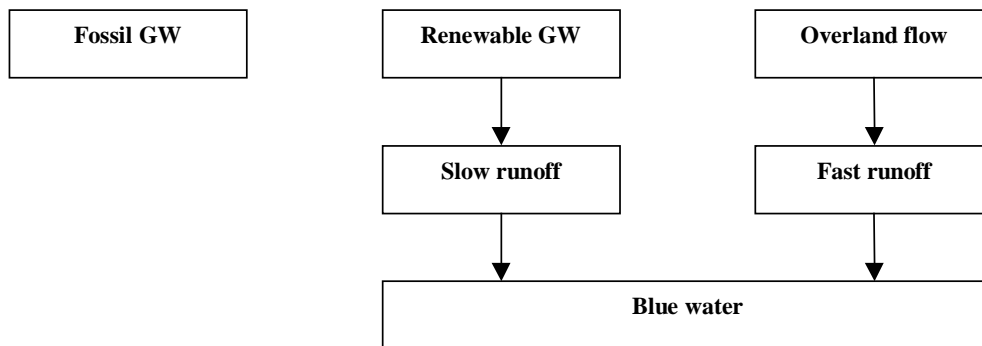 Fossil GW
Renewable GW
Overland flow
Slow runoff
Fast runoff
Blue water